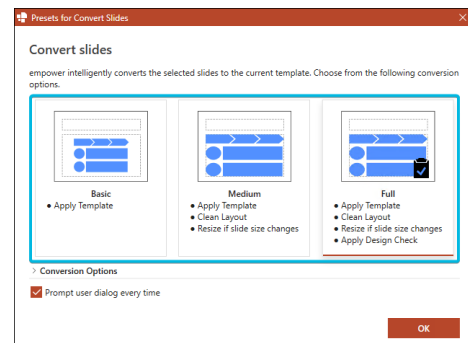 Presets for Convert Slides
Convert slides
empower intelligently converts the selected slides to the current template. Choose from the following conversion
options.
Basic
• Apply Template
Medium
• Apply Template
• Clean Layout
• Resize if slide size changes
Full
• Apply Template
• Clean Layout
• Resize if slide size changes
• Apply Design Check
Conversion Options
Prompt user dialog every time
OK